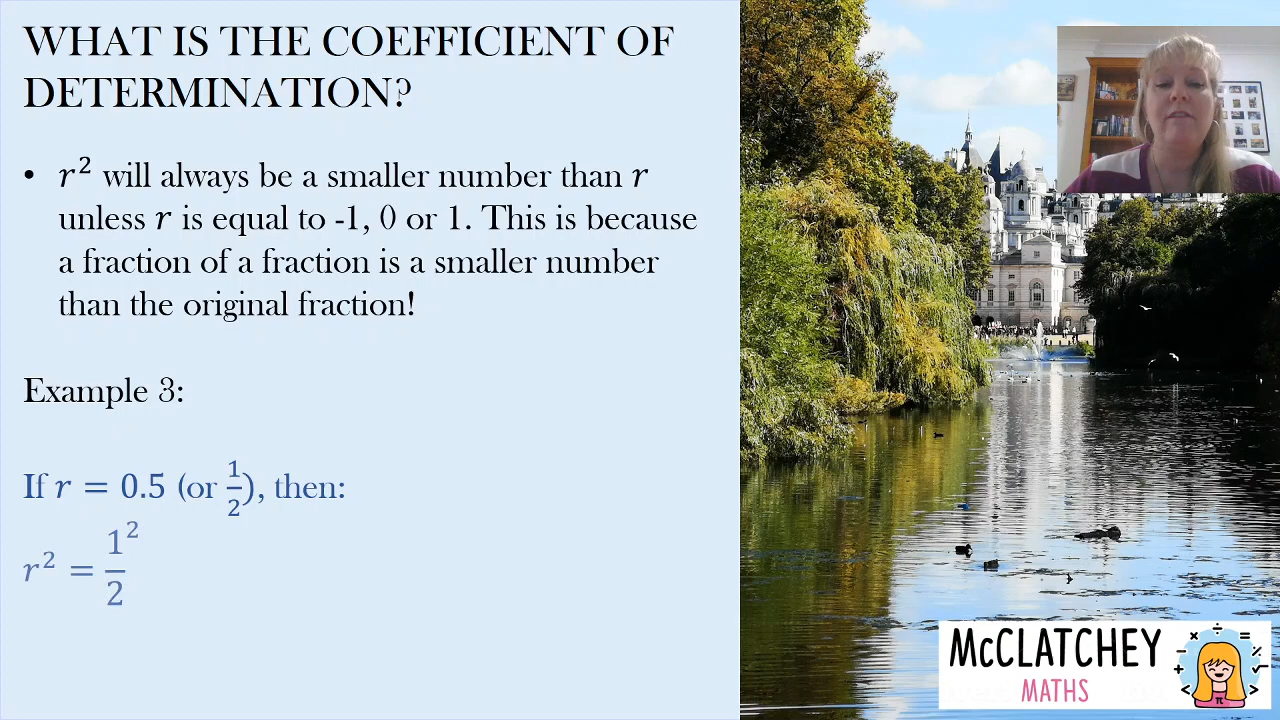 WHAT IS THE COEFFICIENT OF
DETERMINATION?
• r² will always be a smaller number than r
unless r is equal to -1, 0 or 1. This is because
a fraction of a fraction is a smaller number
than the original fraction!
Example 3:
If r = 0.5 (or 1/2), then:
r² = 1²/2
McCLATCHEY
MATHS